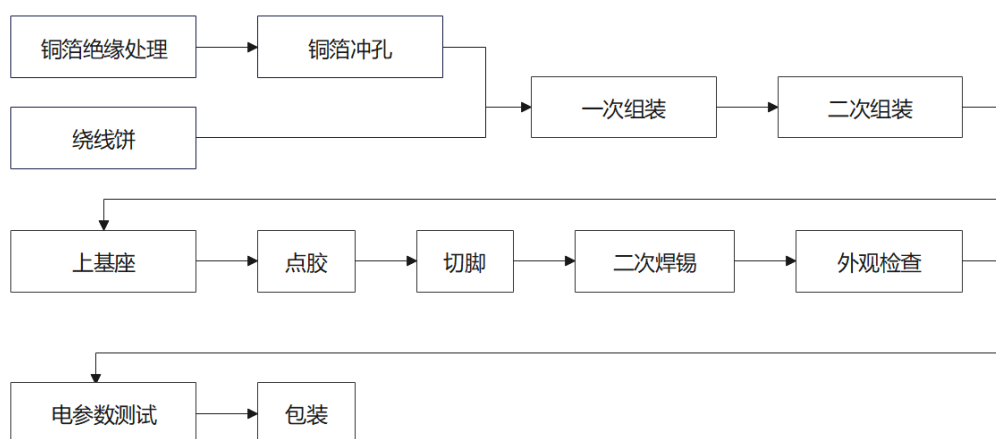 铜箔绝缘处理
铜箔冲孔
绕线饼
一次组装
二次组装
上基座
点胶
切脚
二次焊锡
外观检查
电参数测试
包装